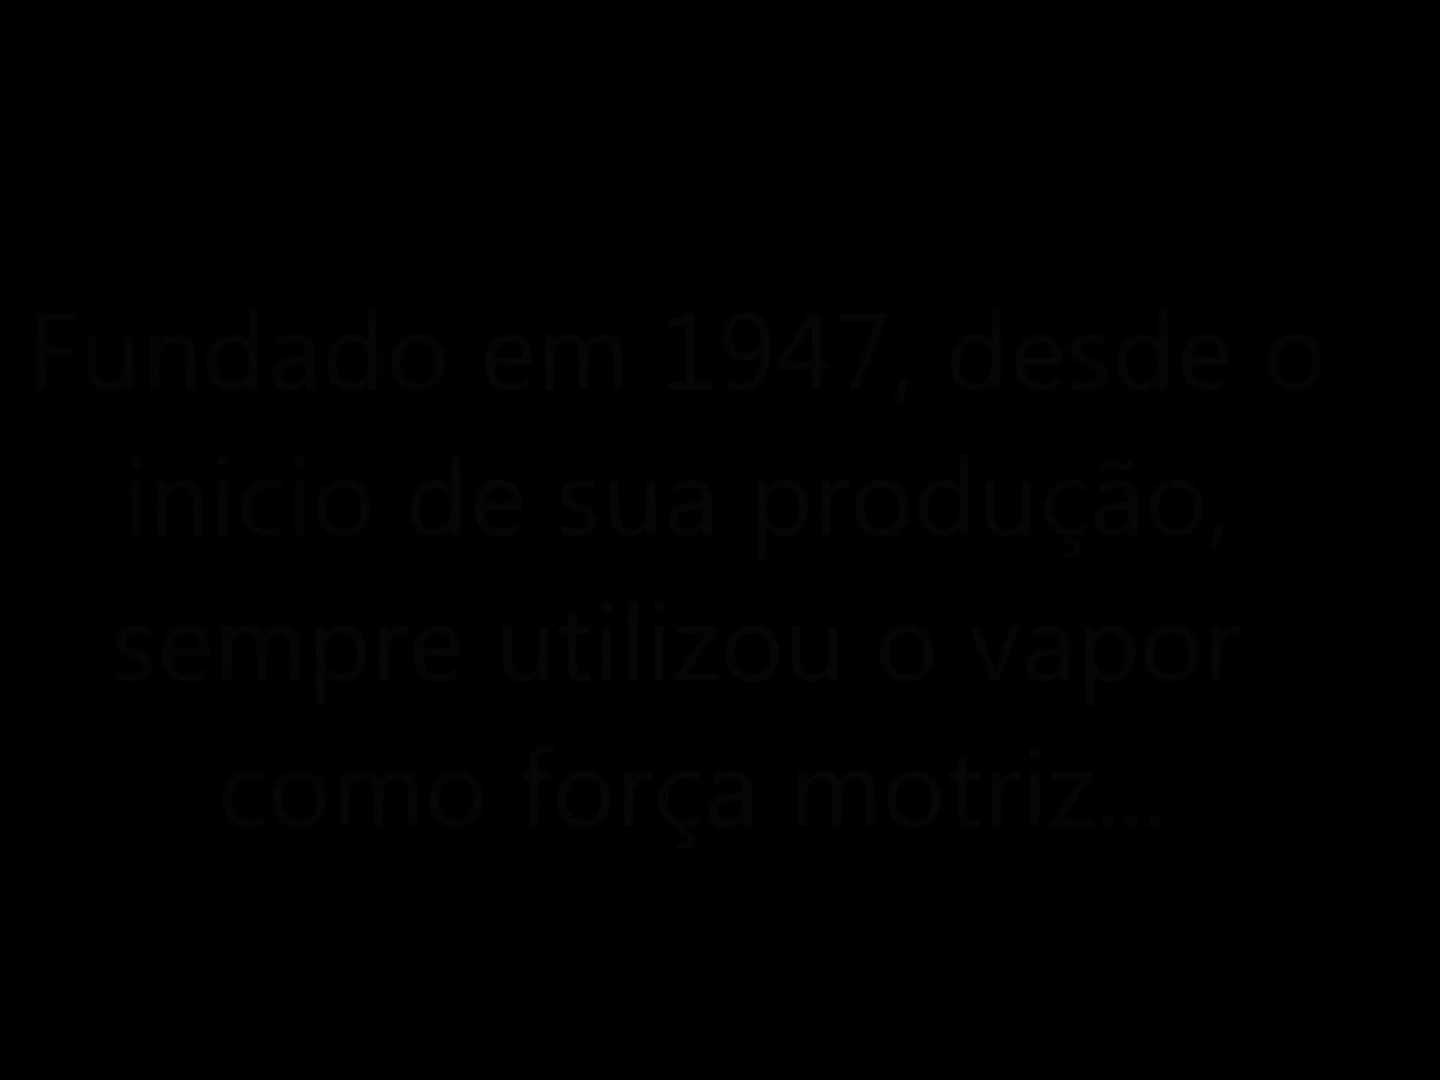 Fundado em 1947, desde o
inicio de sua produção,
sempre utilizou o vapor
como força motriz...